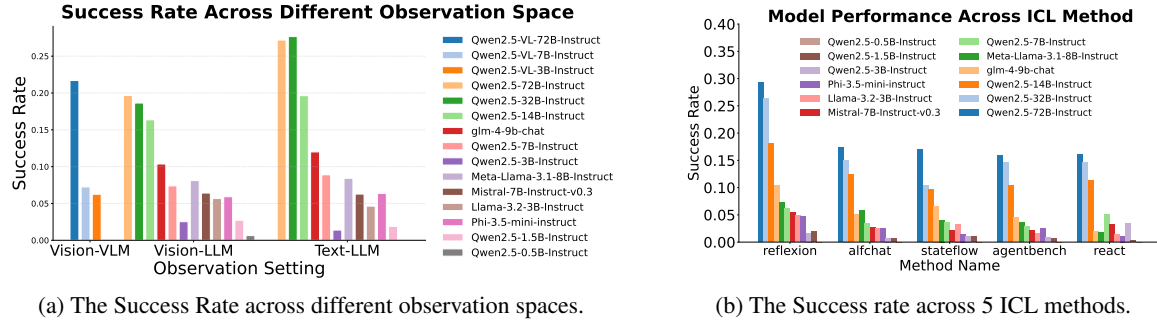 Success Rate Across Different Observation Space
Success Rate
0.25
0.20
0.15
0.10
0.05
0.00
Vision-VLM
Vision-LLM
Text-LLM
Observation Setting
Qwen2.5-VL-72B-Instruct
Qwen2.5-VL-7B-Instruct
Qwen2.5-VL-3B-Instruct
Qwen2.5-72B-Instruct
Qwen2.5-32B-Instruct
Qwen2.5-14B-Instruct
glm-4-9b-chat
Qwen2.5-7B-Instruct
Qwen2.5-3B-Instruct
Meta-Llama-3.1-8B-Instruct
Mistral-7B-Instruct-v0.3
Llama-3.2-3B-Instruct
Phi-3.5-mini-instruct
Qwen2.5-1.5B-Instruct
Qwen2.5-0.5B-Instruct
(a) The Success Rate across different observation spaces.
Model Performance Across ICL Method
Success Rate
0.40
0.35
0.30
0.25
0.20
0.15
0.10
0.05
0.00
Qwen2.5-0.5B-Instruct
Qwen2.5-1.5B-Instruct
Qwen2.5-3B-Instruct
Phi-3.5-mini-instruct
Llama-3.2-3B-Instruct
Mistral-7B-Instruct-v0.3
Qwen2.5-7B-Instruct
Meta-Llama-3.1-8B-Instruct
glm-4-9b-chat
Qwen2.5-14B-Instruct
Qwen2.5-32B-Instruct
Qwen2.5-72B-Instruct
reflexion
alfchat
stateflow
agentbench
react
Method Name
(b) The Success rate across 5 ICL methods.